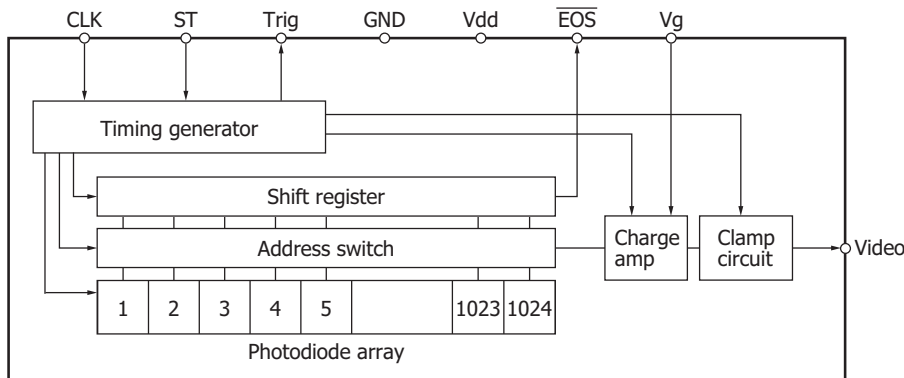 CLK ST Trig GND Vdd EOS Vg
Timing generator
Shift register
Address switch
Charge
amp
Clamp
circuit
Video
1 2 3 4 5 1023 1024
Photodiode array